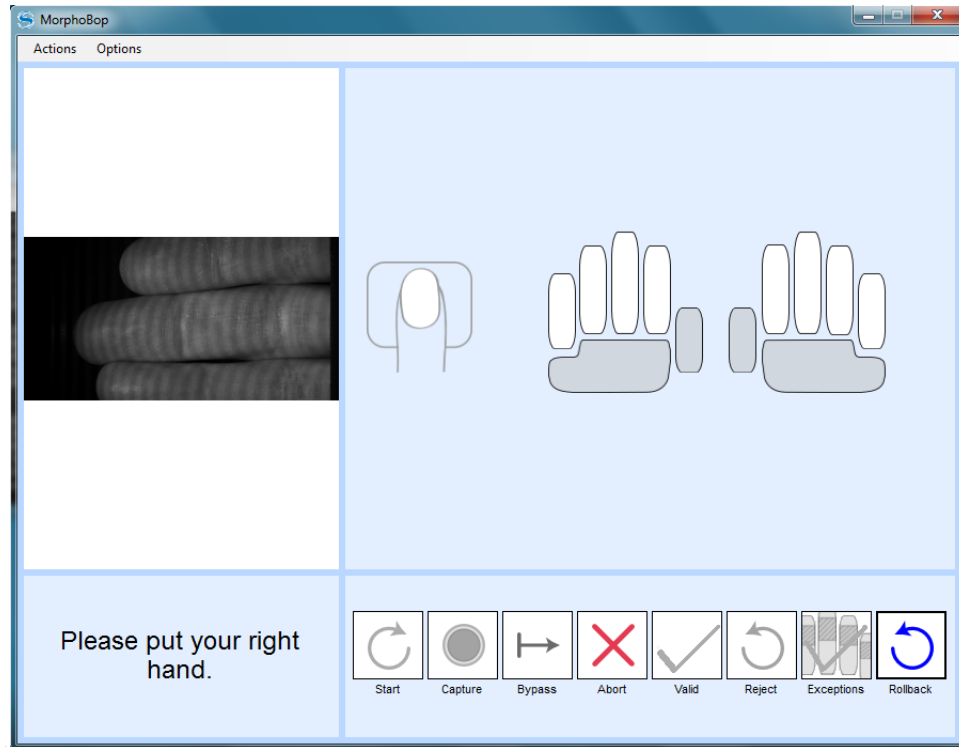 MorphoBop
Actions Options
Please put your right
hand.
Start Capture Bypass Abort Valid Reject Exceptions Rollback